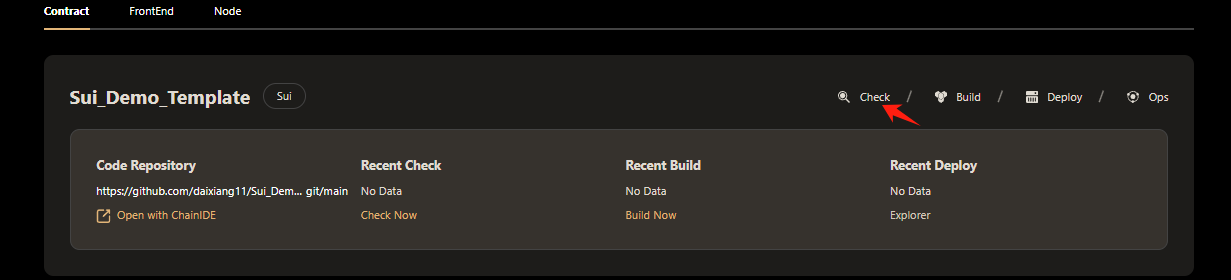 Contract FrontEnd Node
Sui_Demo_Template Sui Check / Build / Deploy / Ops
Code Repository Recent Check Recent Build Recent Deploy
https://github.com/daixiang11/Sui_Dem... git/main No Data No Data No Data
Open with ChainIDE Check Now Build Now Explorer